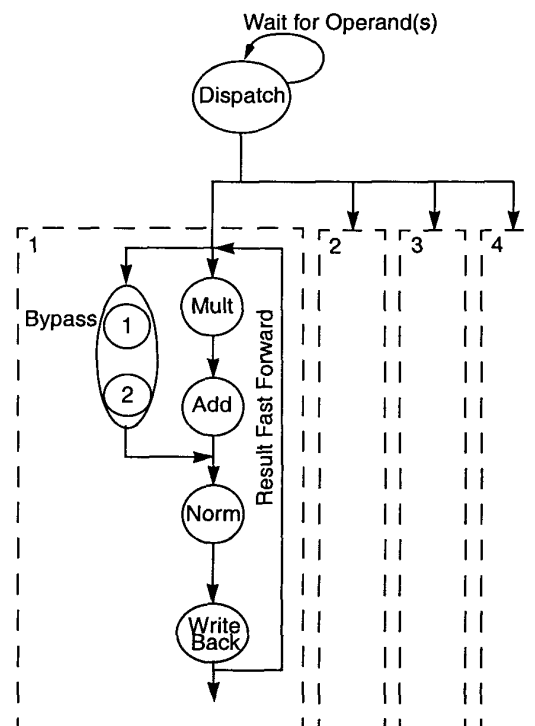 Wait for Operand(s)
Dispatch
1
2
3
4
Bypass
1
2
Mult
Add
Result Fast Forward
Norm
Write
Back